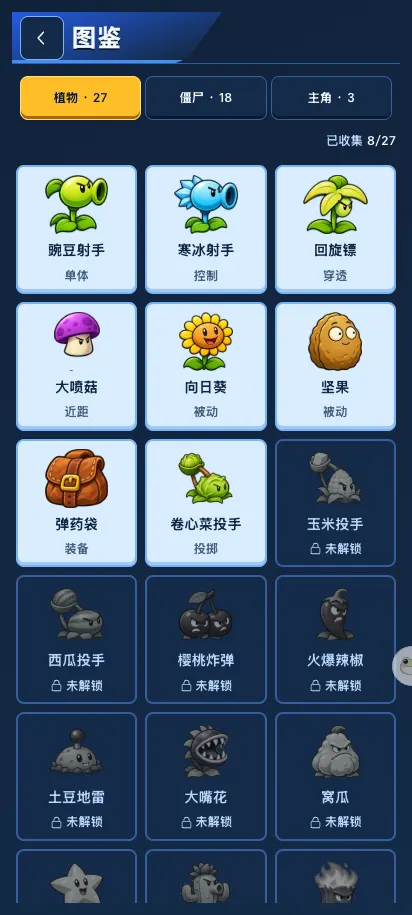 图鉴
植物 · 27
僵尸 · 18
主角 · 3
已收集 8/27
豌豆射手
单体
寒冰射手
控制
回旋镖
穿透
大喷菇
近距
向日葵
被动
坚果
被动
弹药袋
装备
卷心菜投手
投掷
玉米投手
未解锁
西瓜投手
未解锁
樱桃炸弹
未解锁
火爆辣椒
未解锁
土豆地雷
未解锁
大嘴花
未解锁
窝瓜
未解锁